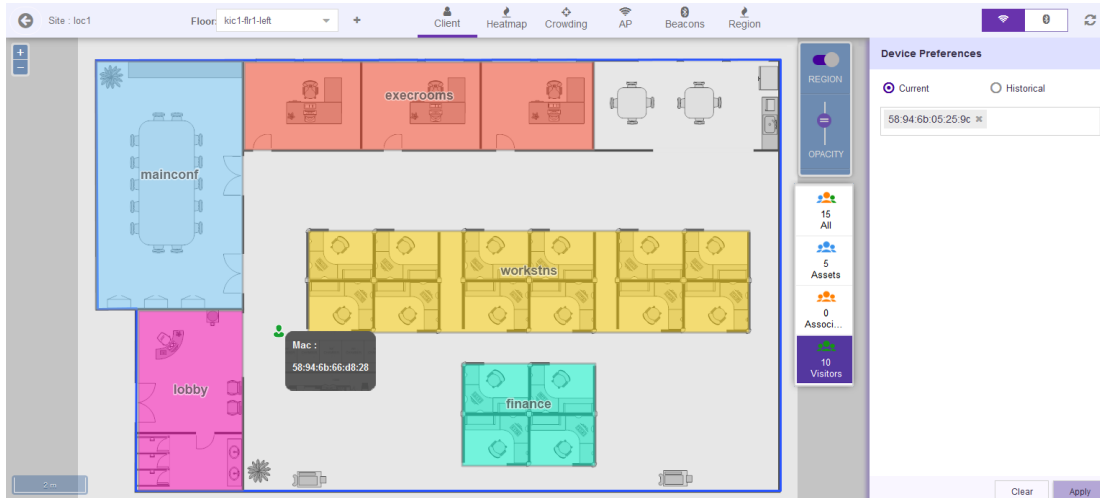 Site : loc1
Floor: kic1-flr1-left
+
Client
Heatmap
Crowding
AP
Beacons
Region
+
−
REGION
OPACITY
15
All
5
Assets
0
Associ...
10
Visitors
execrooms
mainconf
workstns
lobby
finance
Mac :
58:94:6b:66:d8:28
2 m
Device Preferences
Current
Historical
58:94:6b:05:25:9c ×
Clear
Apply